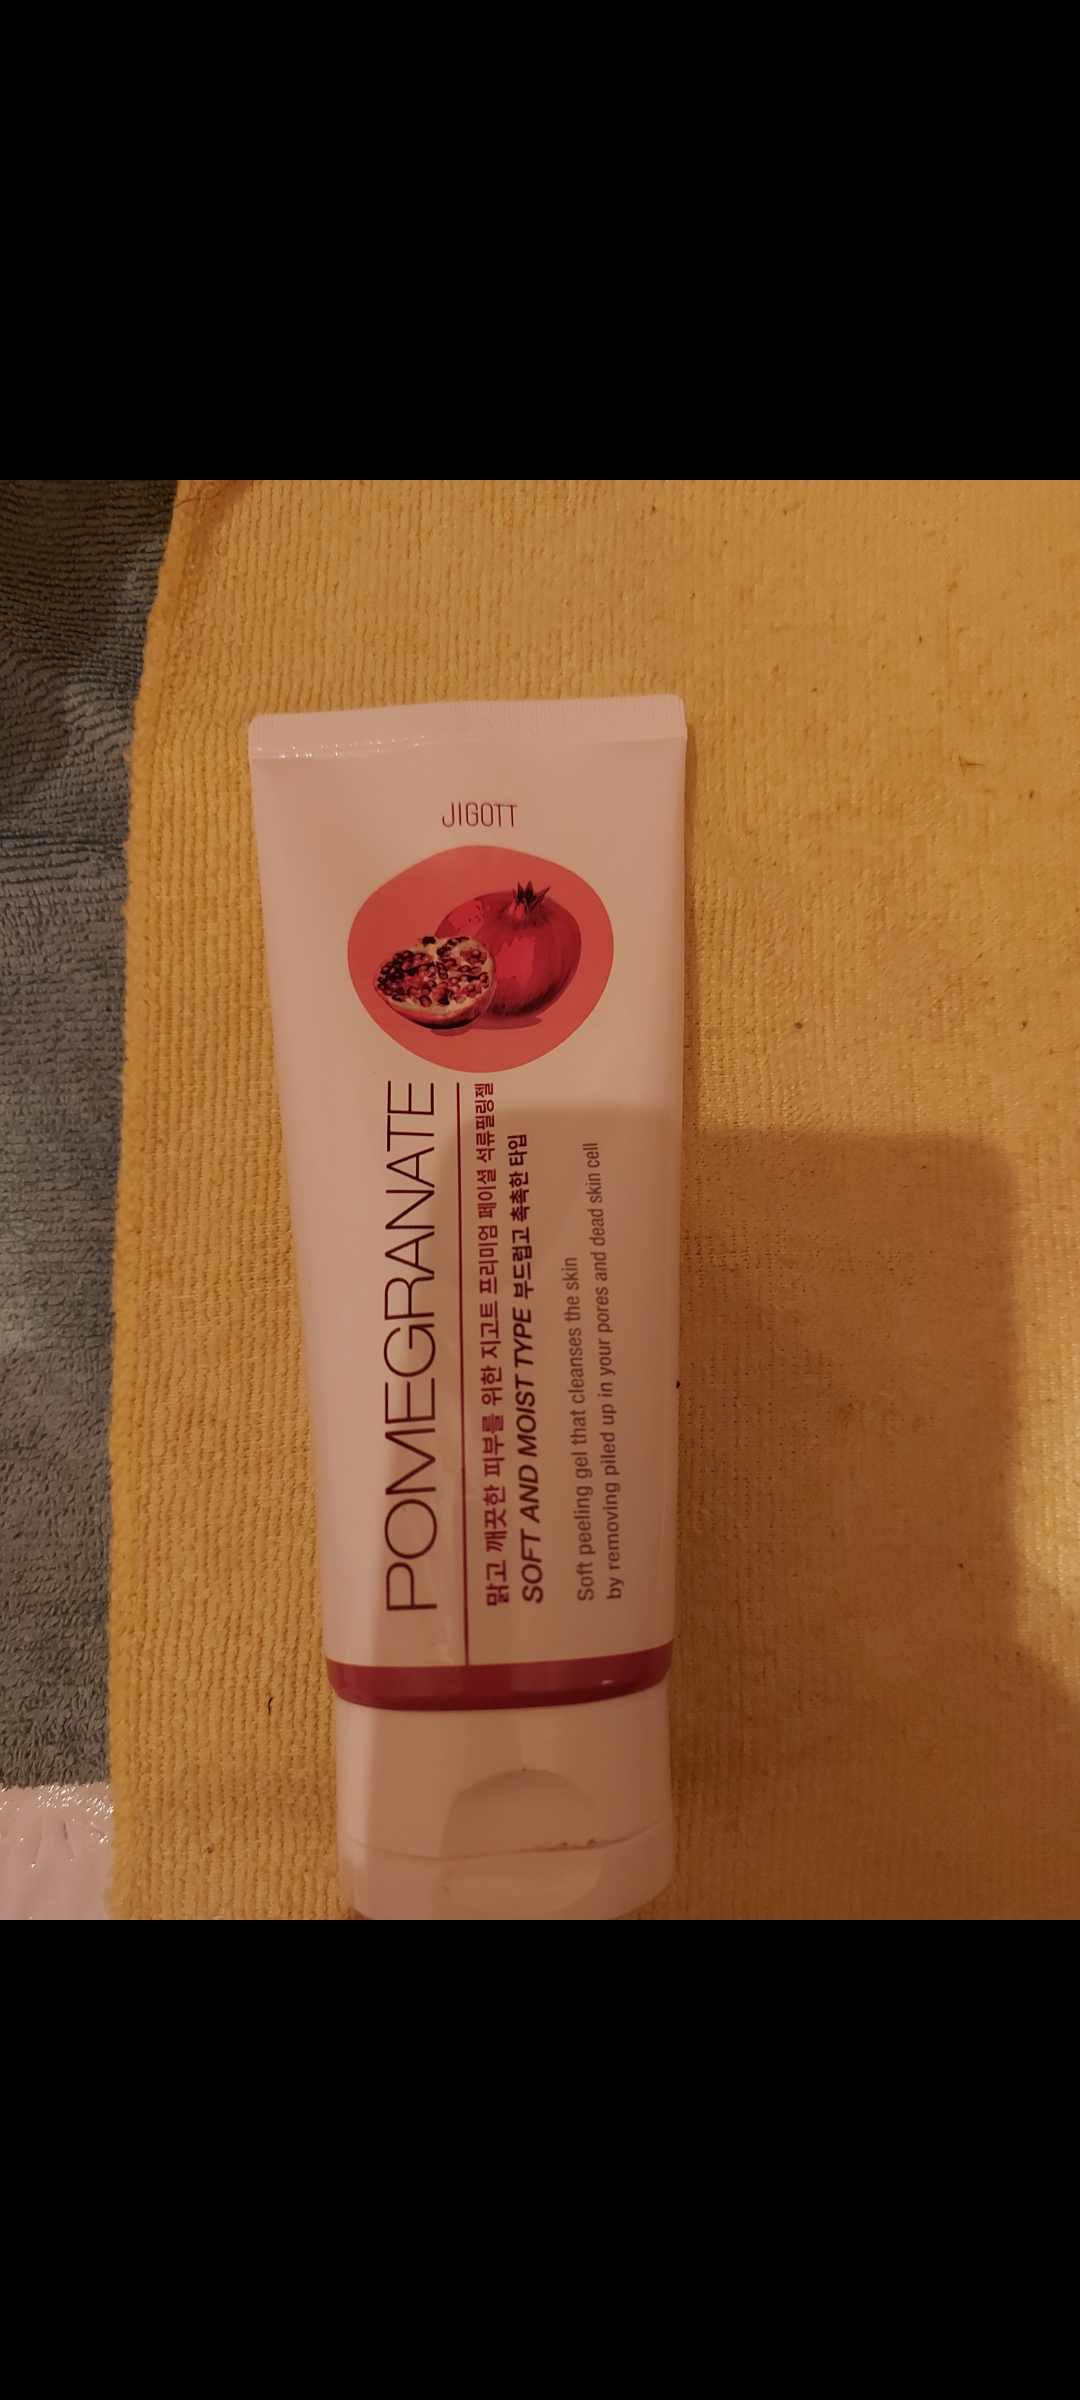 JIGOTT
POMEGRANATE
맑고 깨끗한 피부를 위한 지고트 프리미엄 페이셜 석류필링젤
SOFT AND MOIST TYPE 부드럽고 촉촉한 타입
Soft peeling gel that cleanses the skin
by removing piled up in your pores and dead skin cell